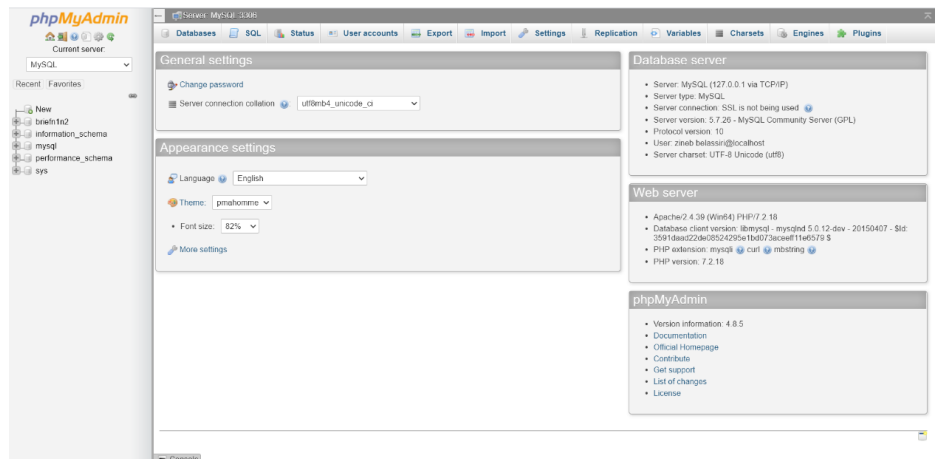 phpMyAdmin
Current server:
MySQL
Recent Favorites
New
briefn1n2
information_schema
mysql
performance_schema
sys
Server: MySQL:3306
Databases SQL Status User accounts Export Import Settings Replication Variables Charsets Engines Plugins
General settings
Change password
Server connection collation utf8mb4_unicode_ci
Appearance settings
Language English
Theme: pmahomme
• Font size: 82%
More settings
Database server
• Server: MySQL (127.0.0.1 via TCP/IP)
• Server type: MySQL
• Server connection: SSL is not being used
• Server version: 5.7.26 - MySQL Community Server (GPL)
• Protocol version: 10
• User: zineb belassiri@localhost
• Server charset: UTF-8 Unicode (utf8)
Web server
• Apache/2.4.39 (Win64) PHP/7.2.18
• Database client version: libmysql - mysqlnd 5.0.12-dev - 20150407 - $Id:
3591daad22de08524295e1bd073aceeff11e6579 $
• PHP extension: mysqli curl mbstring
• PHP version: 7.2.18
phpMyAdmin
• Version information: 4.8.5
• Documentation
• Official Homepage
• Contribute
• Get support
• List of changes
• License
Console